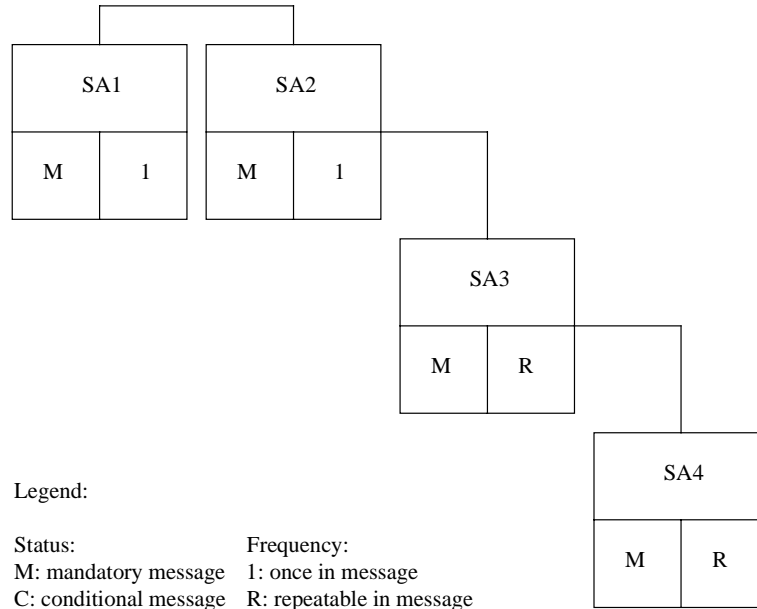 SA1 SA2
M 1 M 1
SA3
M R
SA4
M R
Legend:
Status: Frequency:
M: mandatory message 1: once in message
C: conditional message R: repeatable in message